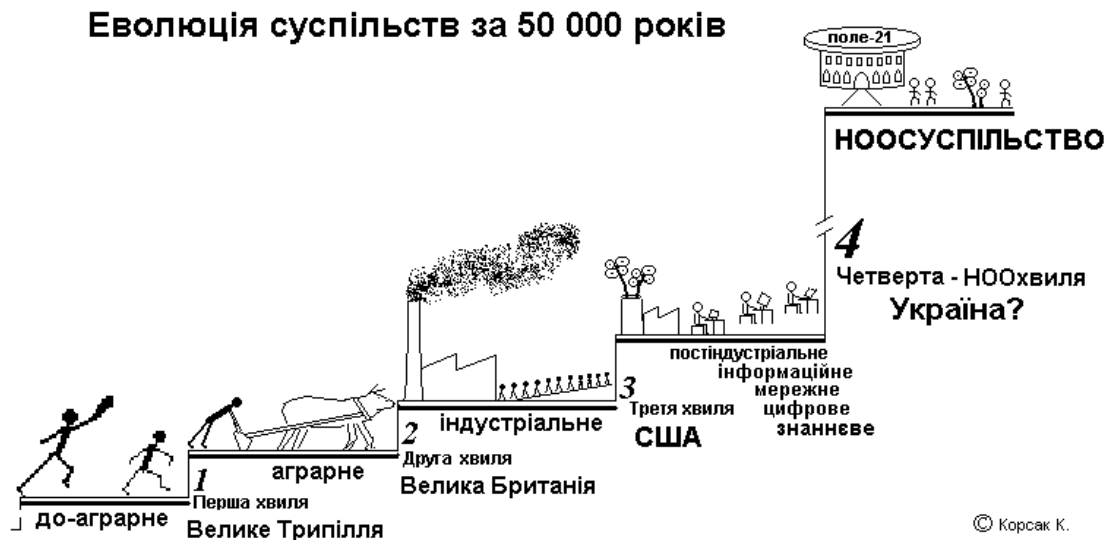 Еволюція суспільств за 50 000 років
поле-21
НООСУСПІЛЬСТВО
4
Четверта - НООхвиля
Україна?
постіндустріальне
інформаційне
мережне
цифрове
знаннєве
3
Третя хвиля
США
індустріальне
2
Друга хвиля
Велика Британія
аграрне
1
Перша хвиля
Велике Трипілля
до-аграрне
© Корсак К.